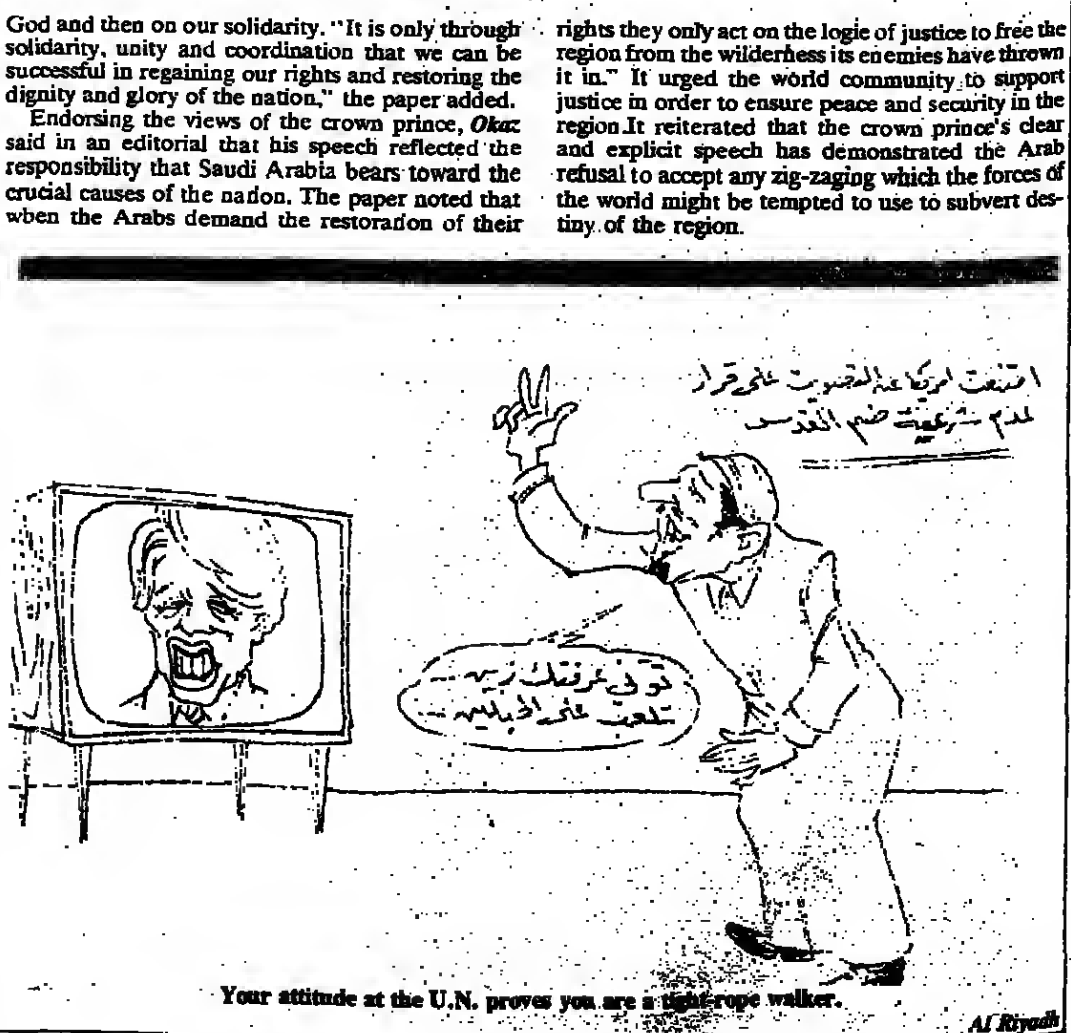 God and then on our solidarity. "It is only through
solidarity, unity and coordination that we can be
successful in regaining our rights and restoring the
dignity and glory of the nation," the paper added.
Endorsing the views of the crown prince, Okaz
said in an editorial that his speech reflected the
responsibility that Saudi Arabia bears toward the
crucial causes of the nation. The paper noted that
when the Arabs demand the restoration of their
rights they only act on the logie of justice to free the
region from the wilderness its enemies have thrown
it in." It urged the world community to support
justice in order to ensure peace and security in the
region.It reiterated that the crown prince's clear
and explicit speech has demonstrated the Arab
refusal to accept any zig-zaging which the forces of
the world might be tempted to use to subvert des-
tiny of the region.
امتنعت امريكا عن التصويت على قرار
عدم شرعية ضم القدس
تو لي عرفتك زين ...
تلعب على الحبلين ...
Your attitude at the U.N. proves you are a tight-rope walker.
Al Riyadh